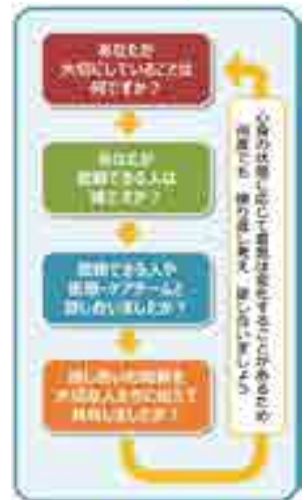 あなたが
大切にしていることは
何ですか？
あなたが
信頼できる人は
誰ですか？
信頼できる人や
医療・ケアチームと
話し合いましたか？
話し合いの結果を
大切な人たちに伝えて
共有しましたか？
心身の状態に応じて意思は変化することがあるため
何度でも 繰り返し考え 話し合いましょう